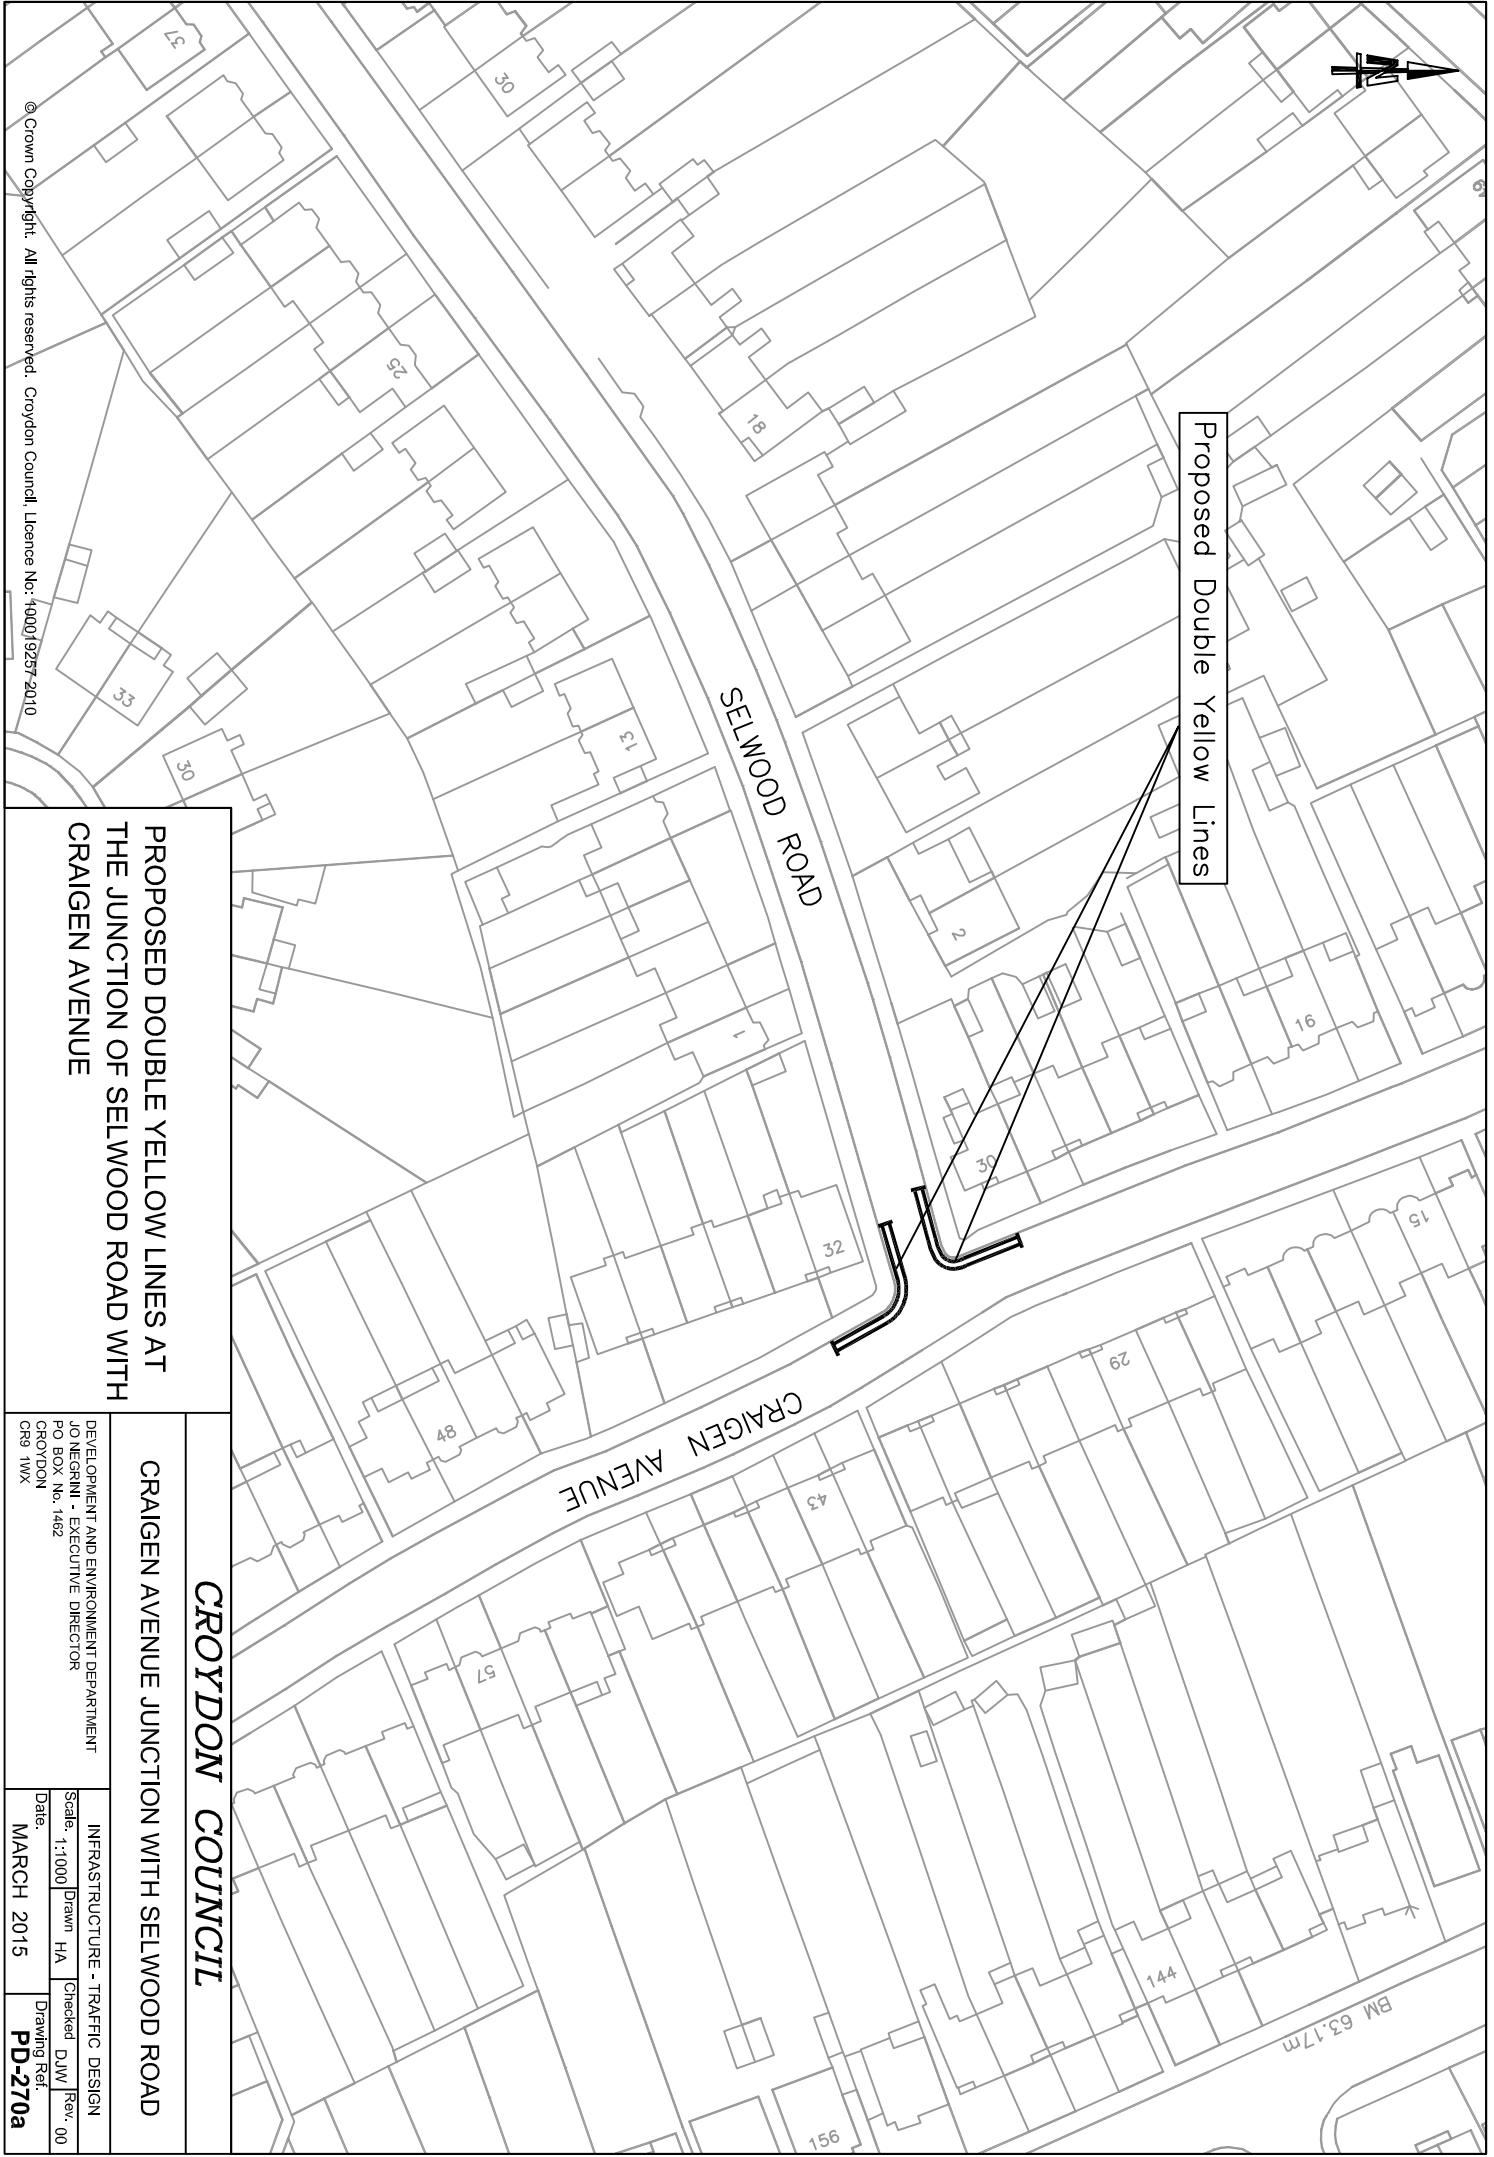 N
49
37
30
Proposed Double Yellow Lines
18
25
16
2
SELWOOD ROAD
13
15
30
1
33
29
32
30
CRAIGEN AVENUE
43
48
144
BM 63.17m
57
156
© Crown Copyright. All rights reserved. Croydon Council, Licence No: 100019257 2010
PROPOSED DOUBLE YELLOW LINES AT
THE JUNCTION OF SELWOOD ROAD WITH
CRAIGEN AVENUE
CROYDON COUNCIL
CRAIGEN AVENUE JUNCTION WITH SELWOOD ROAD
DEVELOPMENT AND ENVIRONMENT DEPARTMENT
JO NEGRINI - EXECUTIVE DIRECTOR
PO BOX No. 1462
CROYDON
CR9 1WX
INFRASTRUCTURE - TRAFFIC DESIGN
Scale. 1:1000 Drawn HA Checked DJW Rev. 00
Date. MARCH 2015
Drawing Ref. PD-270a